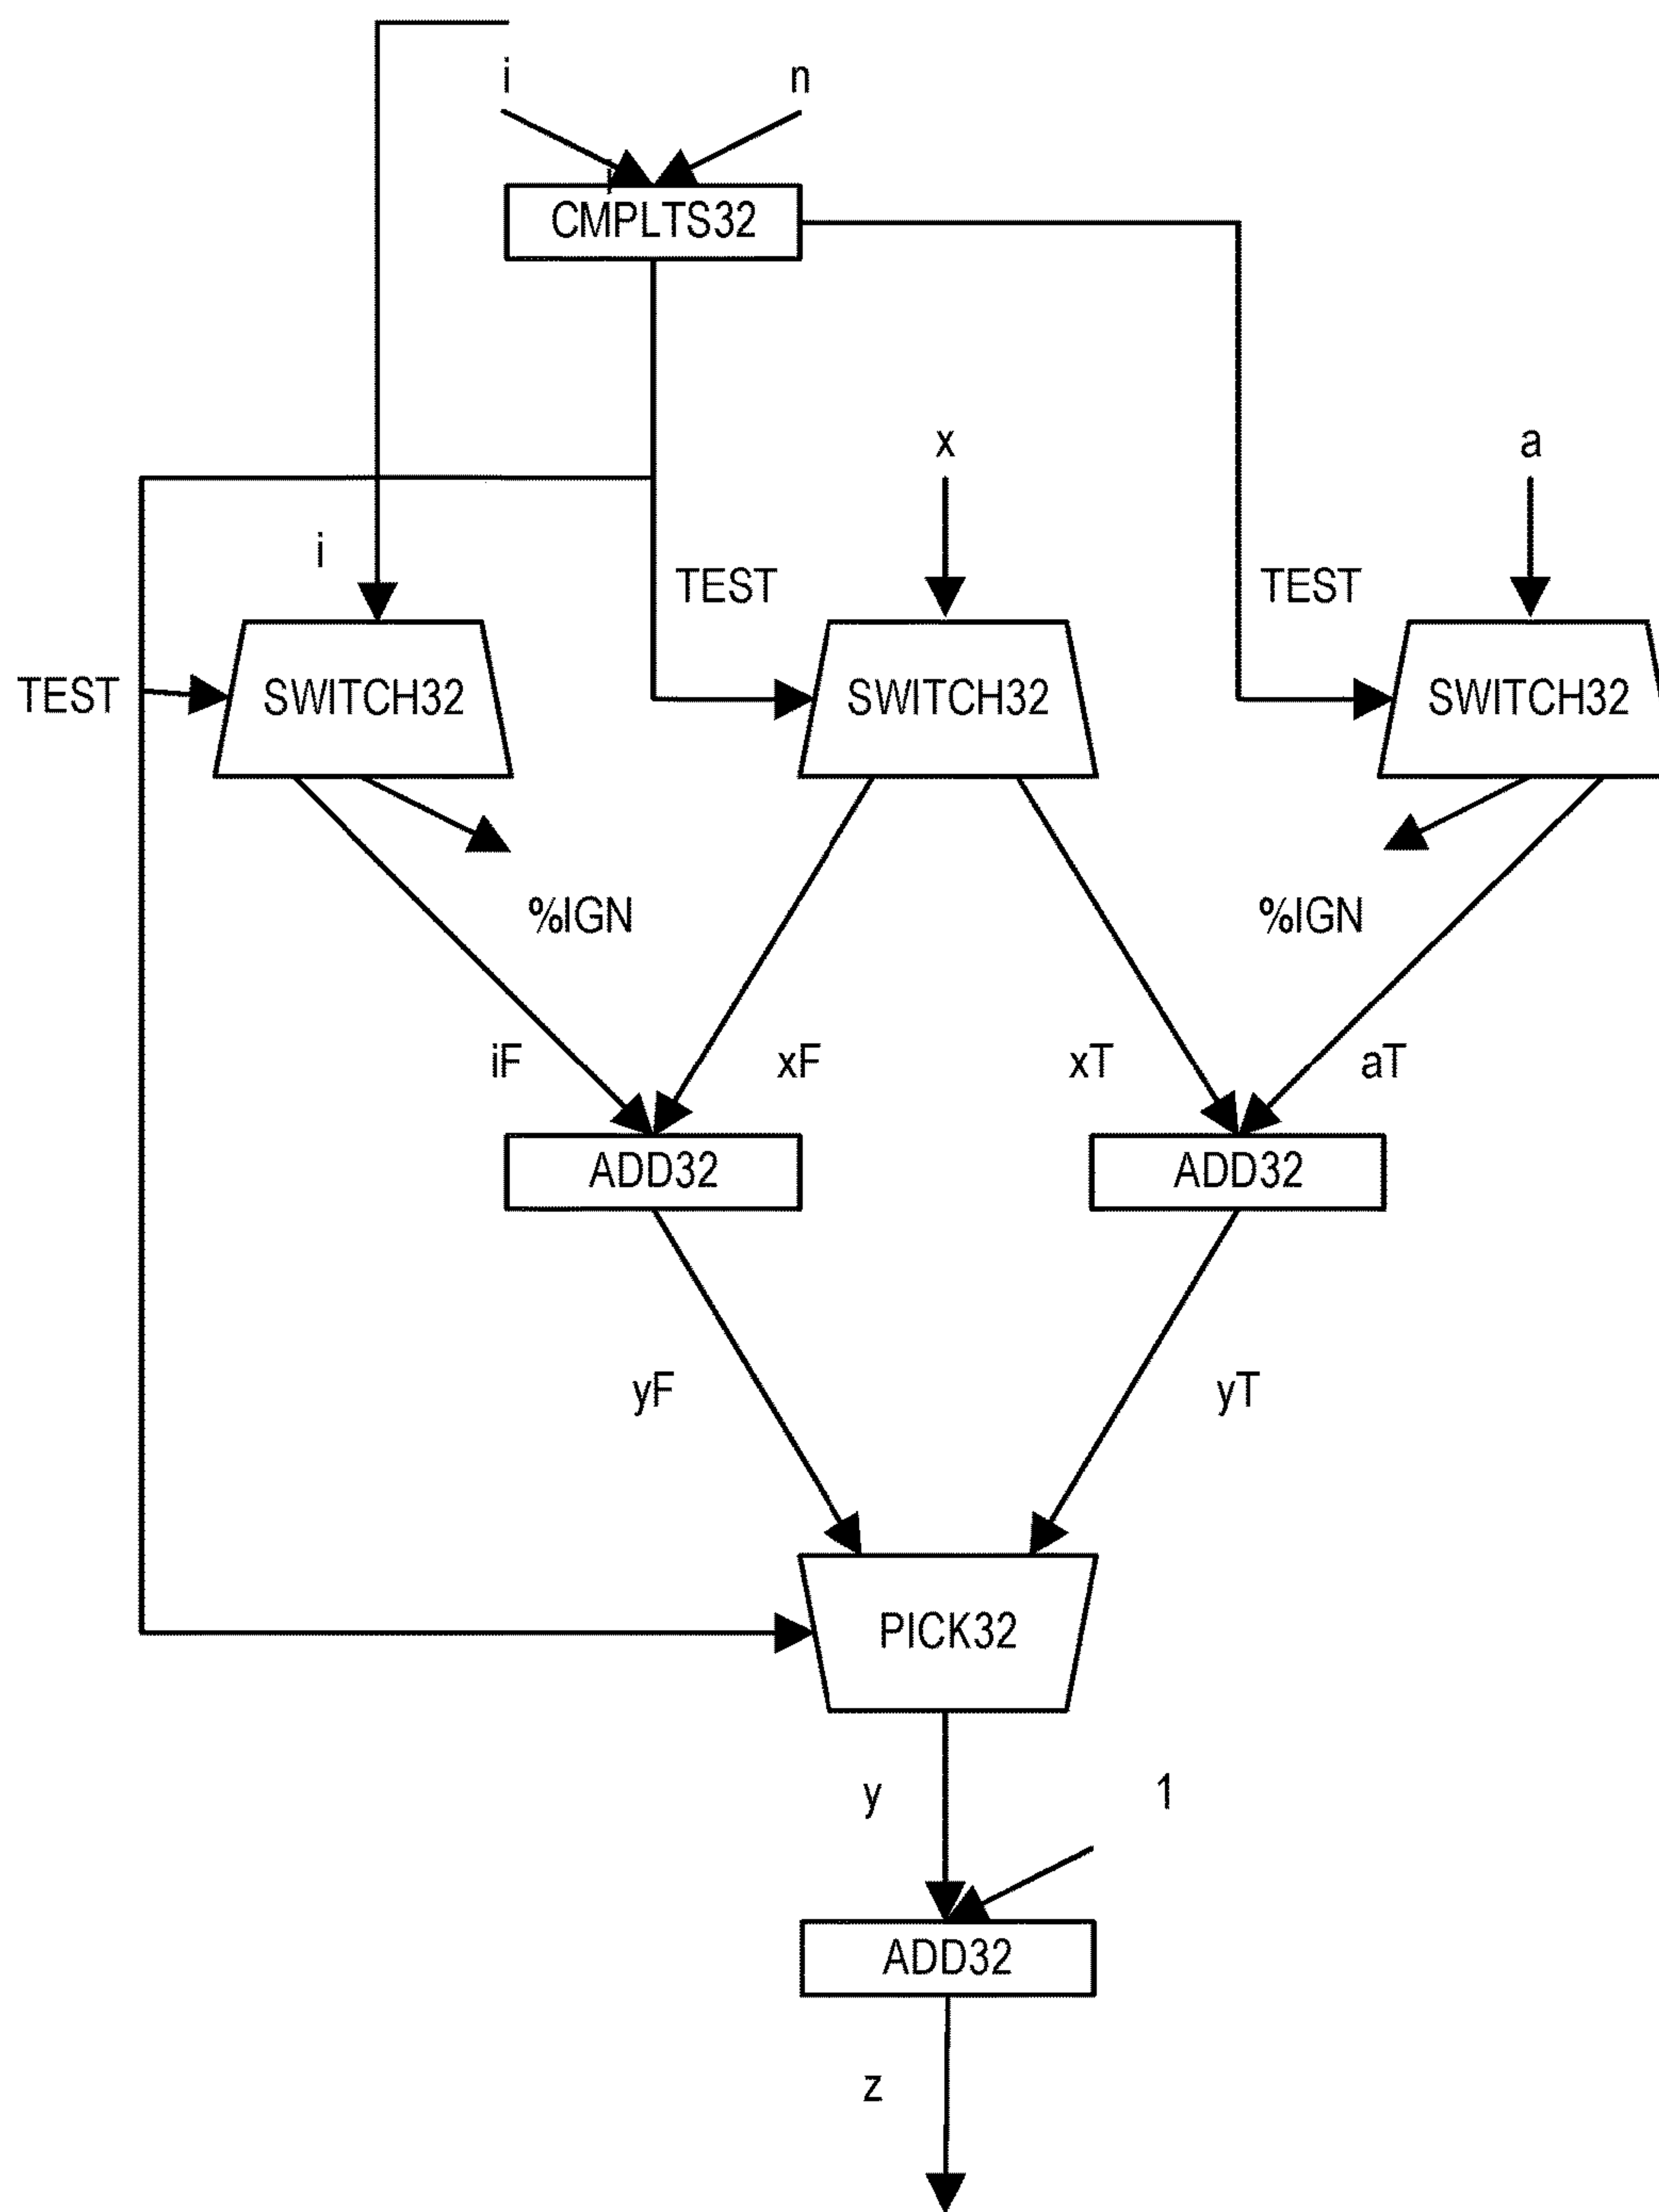 i
n
CMPLTS32
x
a
i
TEST
TEST
TEST
SWITCH32
SWITCH32
SWITCH32
%IGN
%IGN
iF
xF
xT
aT
ADD32
ADD32
yF
yT
PICK32
y
1
ADD32
z